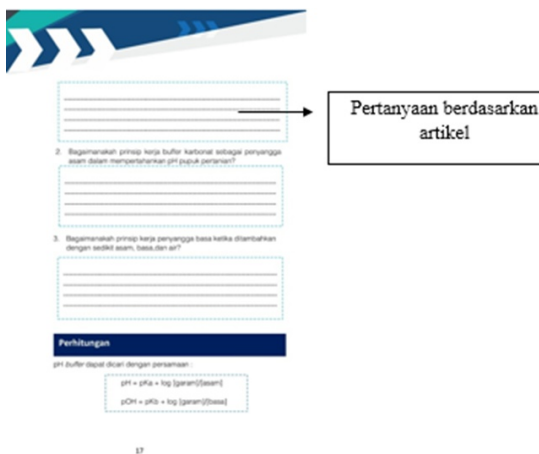 Pertanyaan berdasarkan
artikel
2. Bagaimanakah prinsip kerja buffer karbonat sebagai penyangga
asam dalam mempertahankan pH pupuk pertanian?
3. Bagaimanakah prinsip kerja penyangga basa ketika ditambahkan
dengan sedikit asam, basa,dan air?
Perhitungan
pH buffer dapat dicari dengan persamaan :
pH = pKa + log [garam]/[asam]
pOH = pKb + log [garam]/[basa]
17